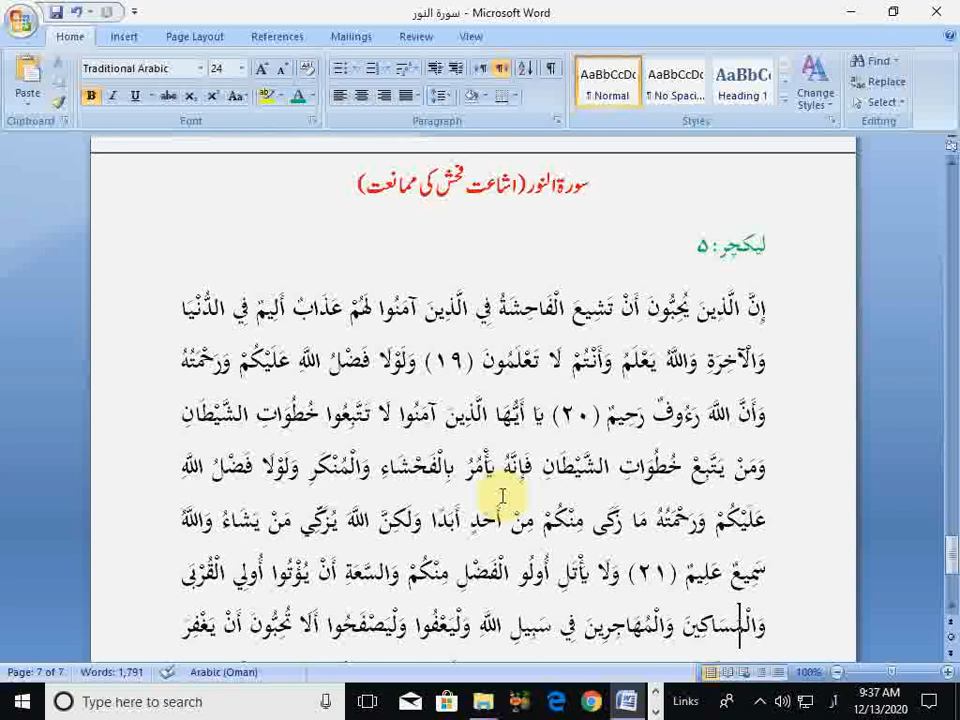 سورة النور - Microsoft Word
Home Insert Page Layout References Mailings Review View
Paste
Clipboard
Traditional Arabic 24
B I U abc X₂ X² Aa
Font
Paragraph
AaBbCcDc AaBbCcDc AaBbCc
¶ Normal ¶ No Spaci... Heading 1
Change Styles
Styles
Find
Replace
Select
Editing
سورۃ النور (اشاعت فحش کی ممانعت)
لیکچر: ۵
إِنَّ الَّذِينَ يُحِبُّونَ أَنْ تَشِيعَ الْفَاحِشَةُ فِي الَّذِينَ آمَنُوا لَهُمْ عَذَابٌ أَلِيمٌ فِي الدُّنْيَا
وَالْآخِرَةِ وَاللَّهُ يَعْلَمُ وَأَنْتُمْ لَا تَعْلَمُونَ (١٩) وَلَوْلَا فَضْلُ اللَّهِ عَلَيْكُمْ وَرَحْمَتُهُ
وَأَنَّ اللَّهَ رَءُوفٌ رَحِيمٌ (٢٠) يَا أَيُّهَا الَّذِينَ آمَنُوا لَا تَتَّبِعُوا خُطُوَاتِ الشَّيْطَانِ
وَمَنْ يَتَّبِعْ خُطُوَاتِ الشَّيْطَانِ فَإِنَّهُ يَأْمُرُ بِالْفَحْشَاءِ وَالْمُنْكَرِ وَلَوْلَا فَضْلُ اللَّهِ
عَلَيْكُمْ وَرَحْمَتُهُ مَا زَكَى مِنْكُمْ مِنْ أَحَدٍ أَبَدًا وَلَكِنَّ اللَّهَ يُزَكِّي مَنْ يَشَاءُ وَاللَّهُ
سَمِيعٌ عَلِيمٌ (٢١) وَلَا يَأْتَلِ أُولُو الْفَضْلِ مِنْكُمْ وَالسَّعَةِ أَنْ يُؤْتُوا أُولِي الْقُرْبَى
وَالْمَسَاكِينَ وَالْمُهَاجِرِينَ فِي سَبِيلِ اللَّهِ وَلْيَعْفُوا وَلْيَصْفَحُوا أَلَا تُحِبُّونَ أَنْ يَغْفِرَ
Page: 7 of 7 Words: 1,791 Arabic (Oman) 100%
Type here to search
Links
9:37 AM
12/13/2020